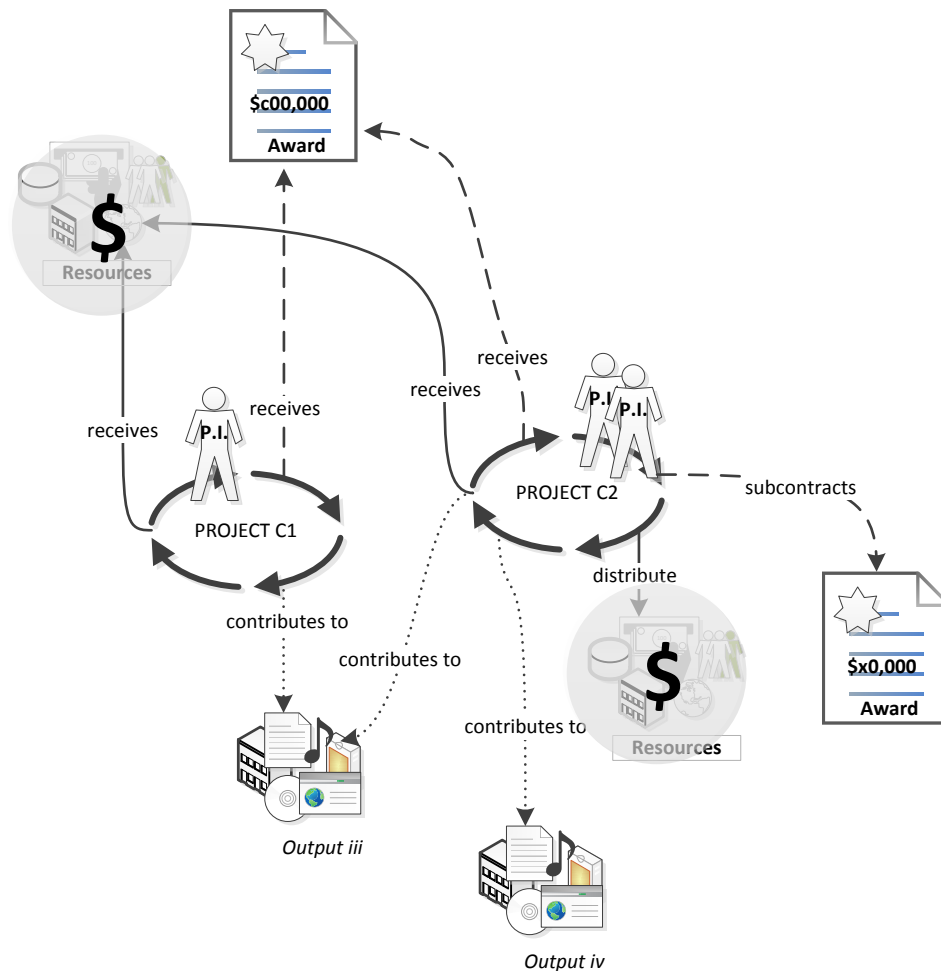 $c00,000
Award
$
Resources
receives
receives
receives
receives
P.I.
P.I.
P.I.
PROJECT C1
PROJECT C2
subcontracts
distribute
contributes to
contributes to
contributes to
$x0,000
Award
$
Resources
Output iii
Output iv